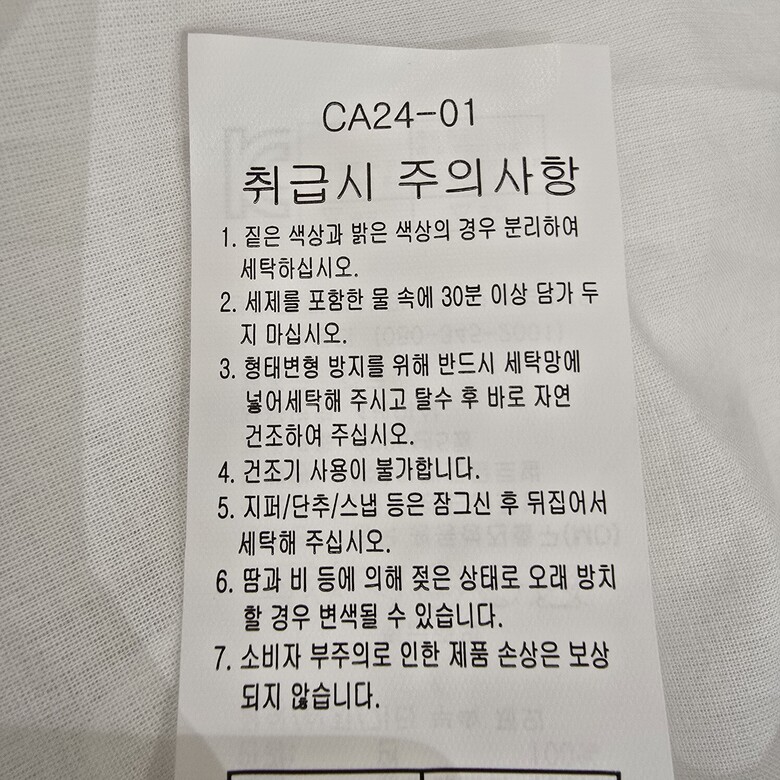 CA24-01
취급시 주의사항
1. 짙은 색상과 밝은 색상의 경우 분리하여
세탁하십시오.
2. 세제를 포함한 물 속에 30분 이상 담가 두
지 마십시오.
3. 형태변형 방지를 위해 반드시 세탁망에
넣어세탁해 주시고 탈수 후 바로 자연
건조하여 주십시오.
4. 건조기 사용이 불가합니다.
5. 지퍼/단추/스냅 등은 잠그신 후 뒤집어서
세탁해 주십시오.
6. 땀과 비 등에 의해 젖은 상태로 오래 방치
할 경우 변색될 수 있습니다.
7. 소비자 부주의로 인한 제품 손상은 보상
되지 않습니다.